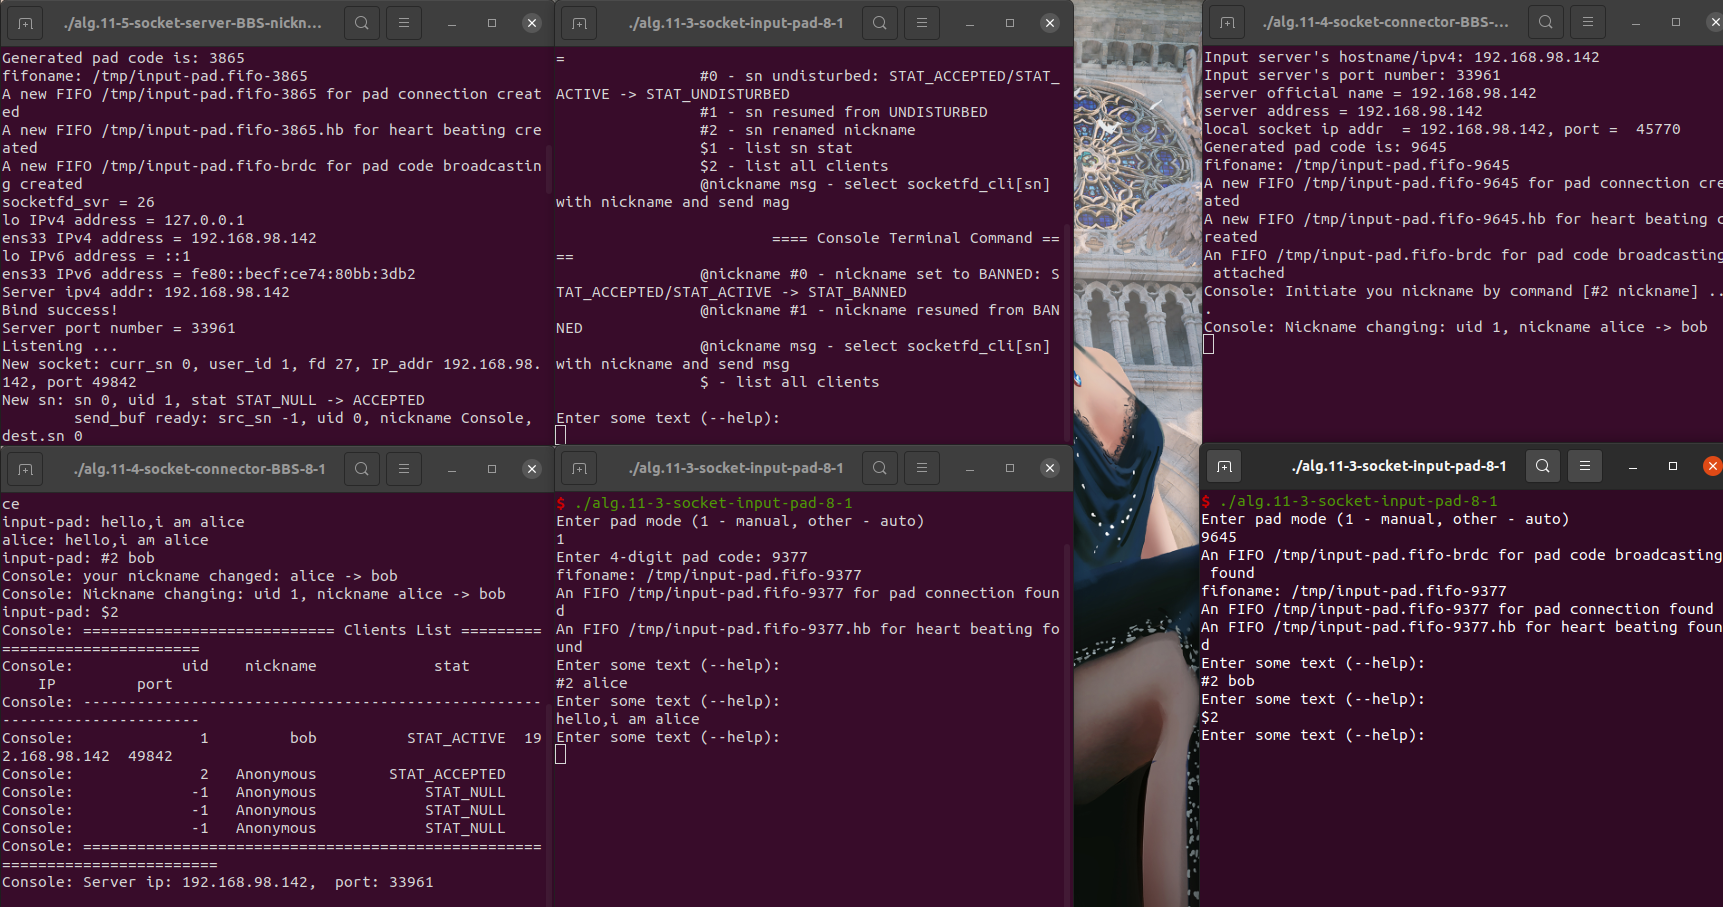 ./alg.11-5-socket-server-BBS-nickn...
Generated pad code is: 3865
fifoname: /tmp/input-pad.fifo-3865
A new FIFO /tmp/input-pad.fifo-3865 for pad connection creat
ed
A new FIFO /tmp/input-pad.fifo-3865.hb for heart beating cre
ated
A new FIFO /tmp/input-pad.fifo-brdc for pad code broadcastin
g created
socketfd_svr = 26
lo IPv4 address = 127.0.0.1
ens33 IPv4 address = 192.168.98.142
lo IPv6 address = ::1
ens33 IPv6 address = fe80::becf:ce74:80bb:3db2
Server ipv4 addr: 192.168.98.142
Bind success!
Server port number = 33961
Listening ...
New socket: curr_sn 0, user_id 1, fd 27, IP_addr 192.168.98.
142, port 49842
New sn: sn 0, uid 1, stat STAT_NULL -> ACCEPTED
send_buf ready: src_sn -1, uid 0, nickname Console,
dest.sn 0
./alg.11-3-socket-input-pad-8-1
=
#0 - sn undisturbed: STAT_ACCEPTED/STAT_
ACTIVE -> STAT_UNDISTURBED
#1 - sn resumed from UNDISTURBED
#2 - sn renamed nickname
$1 - list sn stat
$2 - list all clients
@nickname msg - select socketfd_cli[sn]
with nickname and send mag
==== Console Terminal Command ==
==
@nickname #0 - nickname set to BANNED: S
TAT_ACCEPTED/STAT_ACTIVE -> STAT_BANNED
@nickname #1 - nickname resumed from BAN
NED
@nickname msg - select socketfd_cli[sn]
with nickname and send msg
$ - list all clients
Enter some text (--help):
./alg.11-4-socket-connector-BBS-...
Input server's hostname/ipv4: 192.168.98.142
Input server's port number: 33961
server official name = 192.168.98.142
server address = 192.168.98.142
local socket ip addr  = 192.168.98.142, port =  45770
Generated pad code is: 9645
fifoname: /tmp/input-pad.fifo-9645
A new FIFO /tmp/input-pad.fifo-9645 for pad connection cre
ated
A new FIFO /tmp/input-pad.fifo-9645.hb for heart beating c
reated
An FIFO /tmp/input-pad.fifo-brdc for pad code broadcasting
attached
Console: Initiate you nickname by command [#2 nickname] ..
.
Console: Nickname changing: uid 1, nickname alice -> bob
./alg.11-4-socket-connector-BBS-8-1
ce
input-pad: hello,i am alice
alice: hello,i am alice
input-pad: #2 bob
Console: your nickname changed: alice -> bob
Console: Nickname changing: uid 1, nickname alice -> bob
input-pad: $2
Console: ============================ Clients List =========
======================
Console:            uid    nickname             stat
IP         port
Console: ---------------------------------------------------
----------------------
Console:              1         bob          STAT_ACTIVE  19
2.168.98.142  49842
Console:              2   Anonymous        STAT_ACCEPTED
Console:             -1   Anonymous            STAT_NULL
Console:             -1   Anonymous            STAT_NULL
Console:             -1   Anonymous            STAT_NULL
Console: ===================================================
========================
Console: Server ip: 192.168.98.142,  port: 33961
./alg.11-3-socket-input-pad-8-1
$ ./alg.11-3-socket-input-pad-8-1
Enter pad mode (1 - manual, other - auto)
1
Enter 4-digit pad code: 9377
fifoname: /tmp/input-pad.fifo-9377
An FIFO /tmp/input-pad.fifo-9377 for pad connection foun
d
An FIFO /tmp/input-pad.fifo-9377.hb for heart beating fo
und
Enter some text (--help):
#2 alice
Enter some text (--help):
hello,i am alice
Enter some text (--help):
./alg.11-3-socket-input-pad-8-1
$ ./alg.11-3-socket-input-pad-8-1
Enter pad mode (1 - manual, other - auto)
9645
An FIFO /tmp/input-pad.fifo-brdc for pad code broadcasting
found
fifoname: /tmp/input-pad.fifo-9377
An FIFO /tmp/input-pad.fifo-9377 for pad connection found
An FIFO /tmp/input-pad.fifo-9377.hb for heart beating foun
d
Enter some text (--help):
#2 bob
Enter some text (--help):
$2
Enter some text (--help):